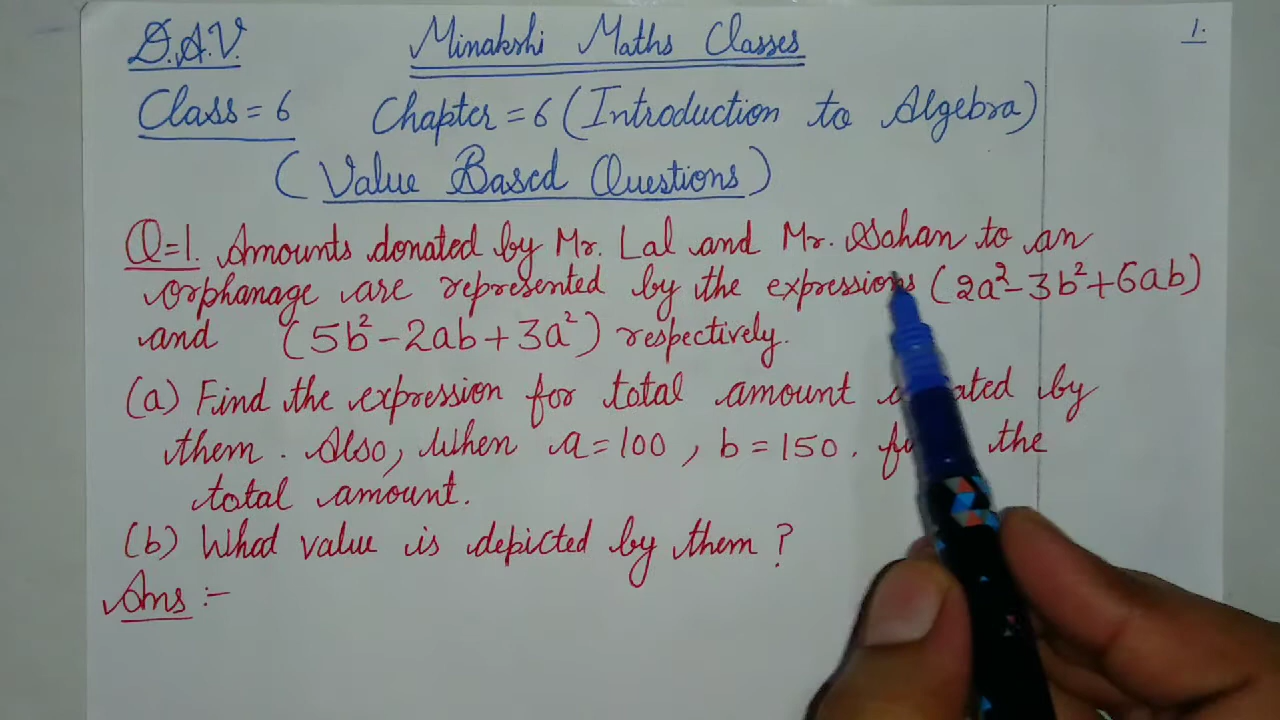 D.A.V. Minakshi Maths Classes 1.
Class = 6 Chapter = 6 (Introduction to Algebra)
(Value Based Questions)
Q=1. Amounts donated by Mr. Lal and Mr. Sohan to an
orphanage are represented by the expressions (2a²-3b²+6ab)
and (5b²-2ab+3a²) respectively.
(a) Find the expression for total amount by
them. Also, when a=100, b=150. the
total amount.
(b) What value is depicted by them?
Ans :-